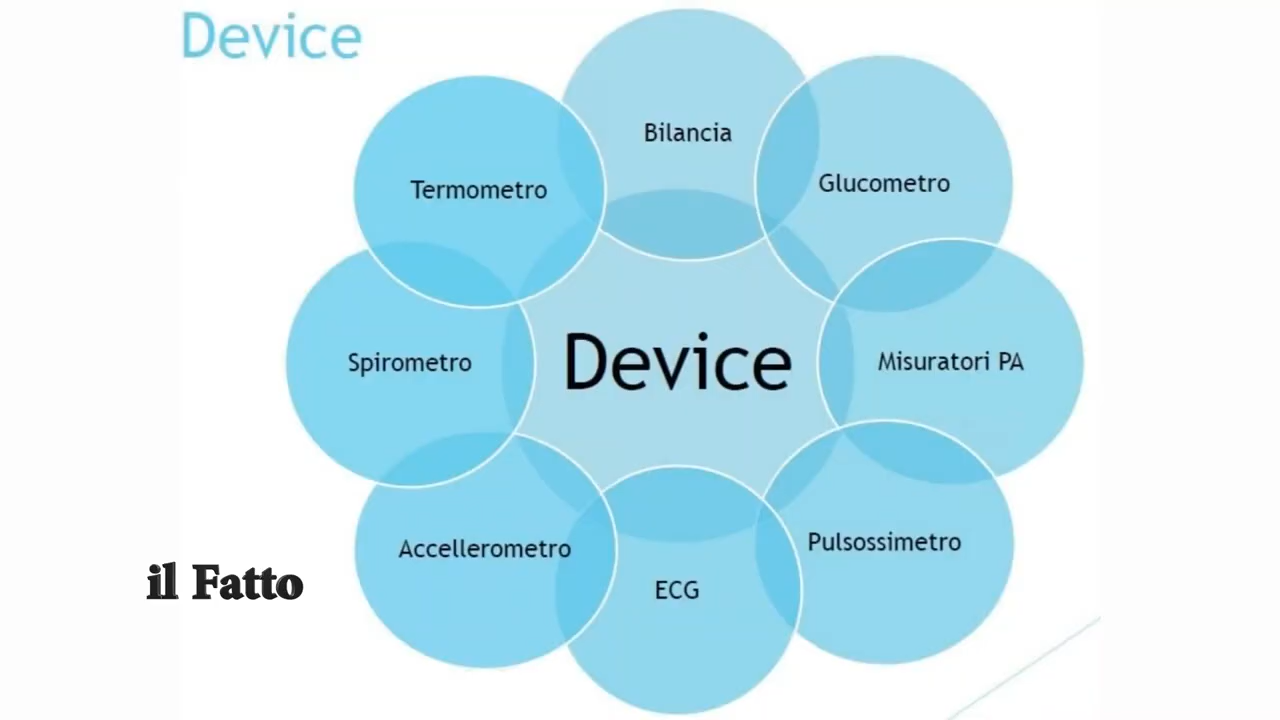 Device
Bilancia
Glucometro
Termometro
Device
Misuratori PA
Spirometro
Pulsossimetro
Accellerometro
ECG
il Fatto